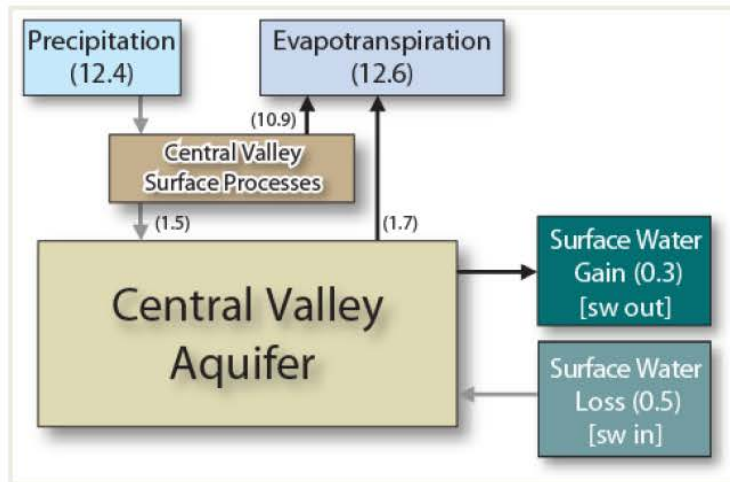 Precipitation
(12.4)
Evapotranspiration
(12.6)
(10.9)
Central Valley
Surface Processes
(1.5)
(1.7)
Central Valley
Aquifer
Surface Water
Gain (0.3)
[sw out]
Surface Water
Loss (0.5)
[sw in]